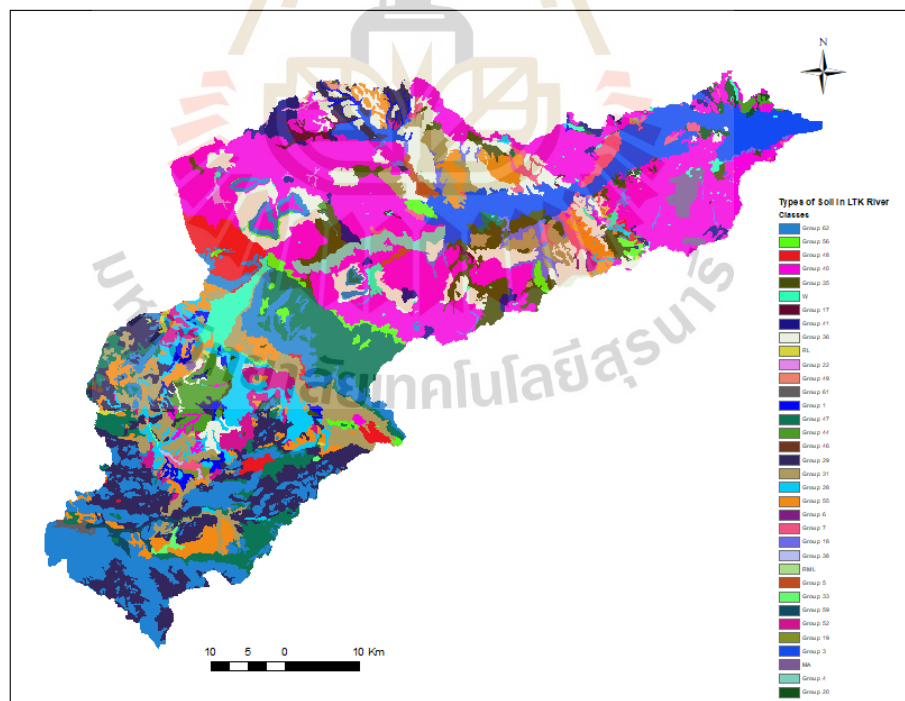 N
Types of Soil in LTK River
Classes
Group 62
Group 56
Group 48
Group 40
Group 35
W
Group 17
Group 41
Group 36
RL
Group 22
Group 49
Group 61
Group 1
Group 47
Group 44
Group 46
Group 29
Group 31
Group 28
Group 55
Group 6
Group 7
Group 18
Group 38
RML
Group 5
Group 33
Group 59
Group 52
Group 19
Group 3
MA
Group 4
Group 20
10 5 0 10 Km